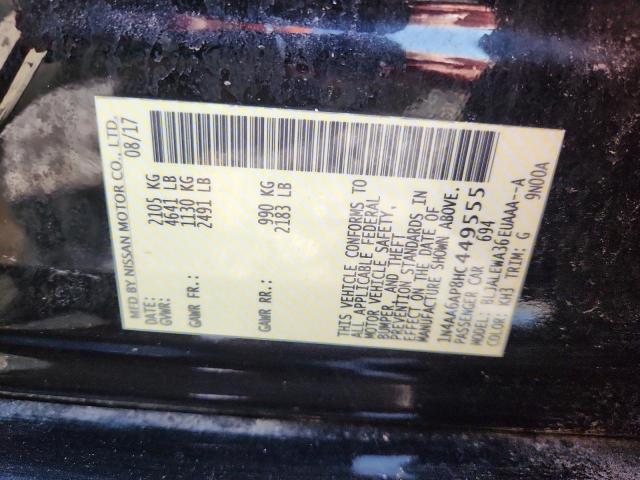 MFD BY NISSAN MOTOR CO., LTD.
DATE: 08/17
GVWR: 2105 KG
4641 LB
GAWR FR.: 1130 KG
2491 LB
GAWR RR.: 990 KG
2183 LB
THIS VEHICLE CONFORMS TO
ALL APPLICABLE FEDERAL
MOTOR VEHICLE SAFETY,
BUMPER, AND THEFT
PREVENTION STANDARDS IN
EFFECT ON THE DATE OF
MANUFACTURE SHOWN ABOVE.
1N4AA6AP8HC449555
PASSENGER CAR 694
MODEL: BLJALEWA36EUAAA--A
COLOR: KH3 TRIM: G 9N00A